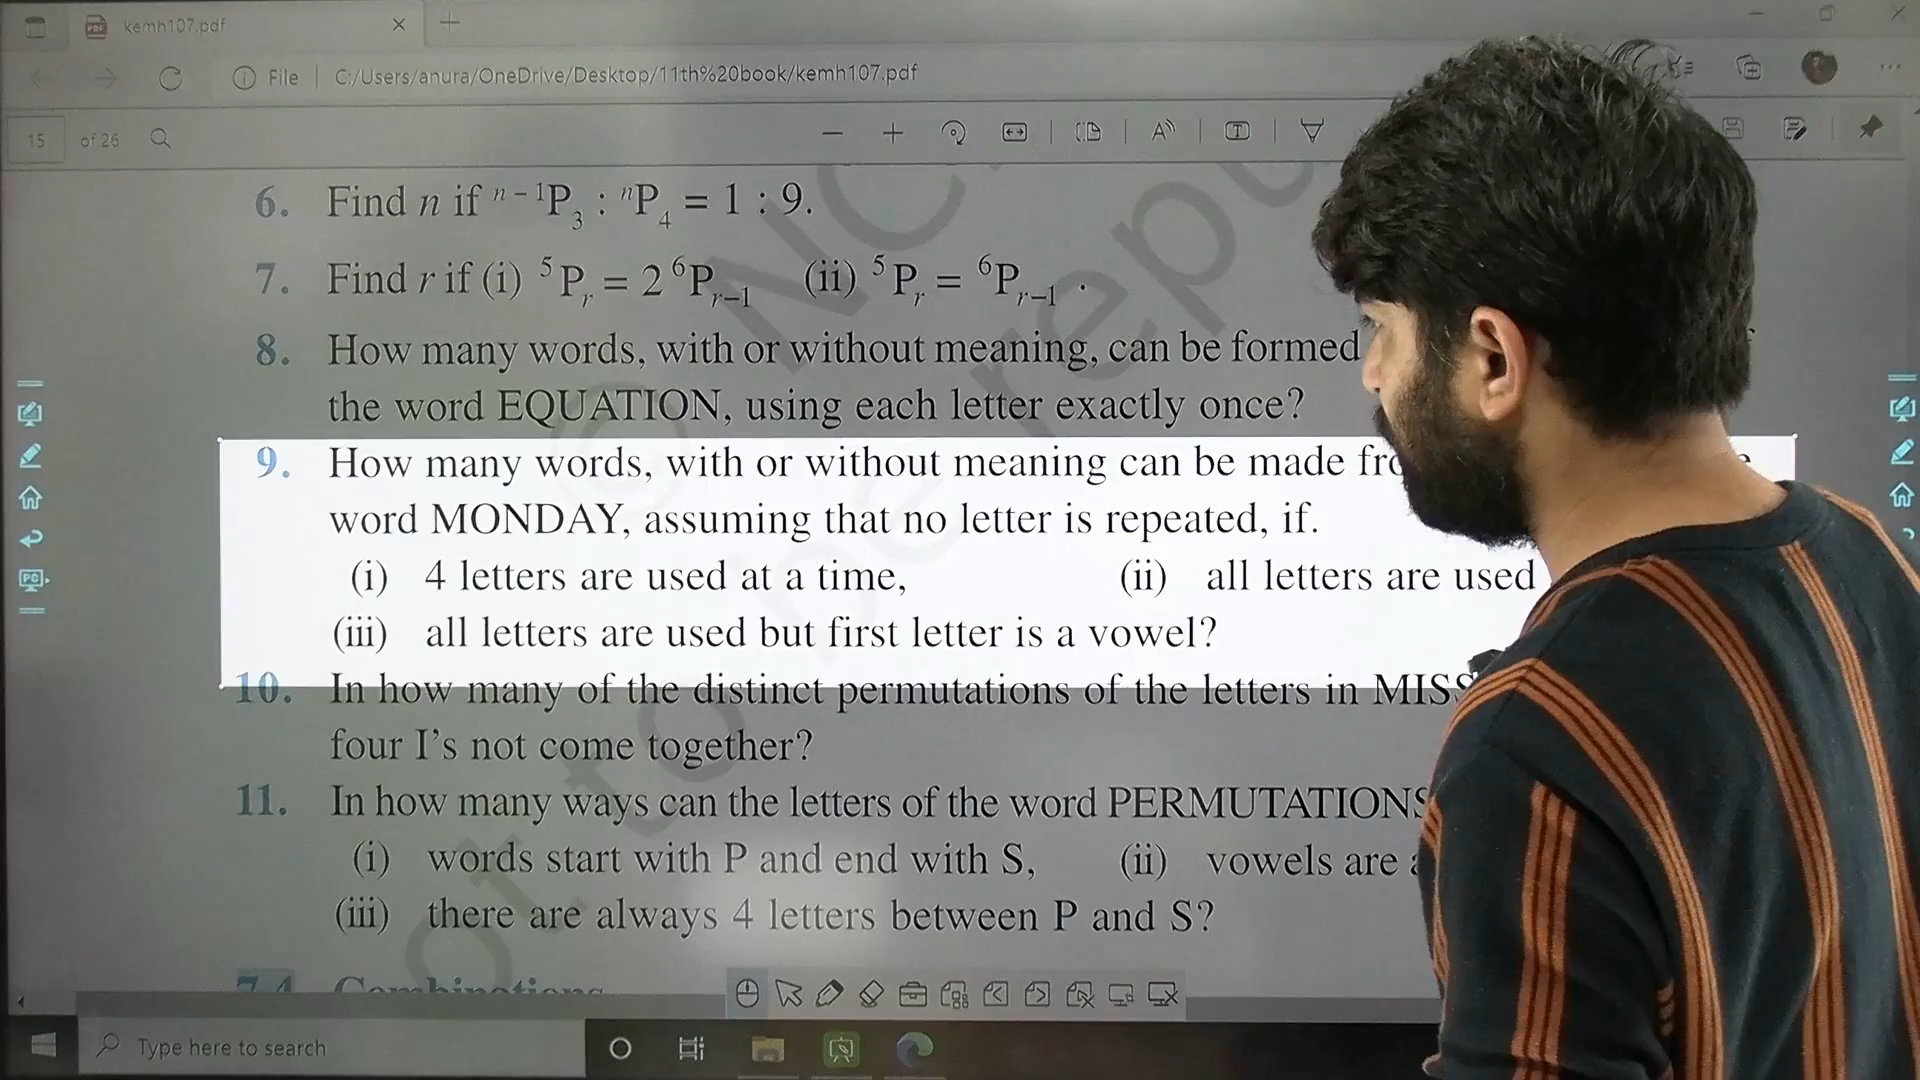 kemh107.pdf
File | C:/Users/anura/OneDrive/Desktop/11th%20book/kemh107.pdf
15 of 26
6. Find n if ⁿ⁻¹P₃ : ⁿP₄ = 1 : 9.
7. Find r if (i) ⁵Pᵣ = 2 ⁶Pᵣ₋₁ (ii) ⁵Pᵣ = ⁶Pᵣ₋₁ .
8. How many words, with or without meaning, can be formed
the word EQUATION, using each letter exactly once?
9. How many words, with or without meaning can be made
word MONDAY, assuming that no letter is repeated, if.
(i) 4 letters are used at a time, (ii) all letters are used
(iii) all letters are used but first letter is a vowel?
10. In how many of the distinct permutations of the letters in
four I's not come together?
11. In how many ways can the letters of the word PERMUTATIONS
(i) words start with P and end with S, (ii) vowels are
(iii) there are always 4 letters between P and S?
7.4 Combinations
Type here to search